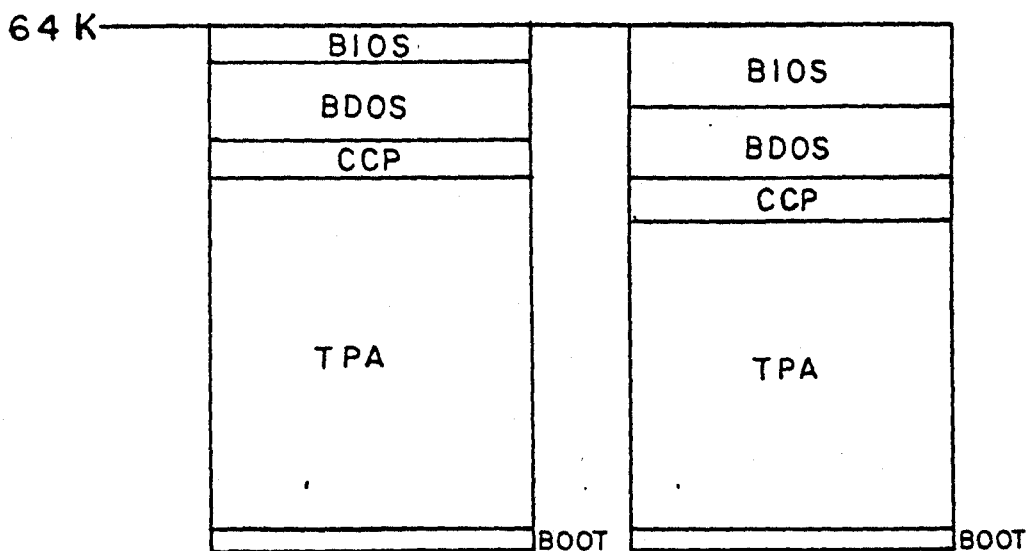 64 K
BIOS
BDOS
CCP
TPA
BOOT
BIOS
BDOS
CCP
TPA
BOOT